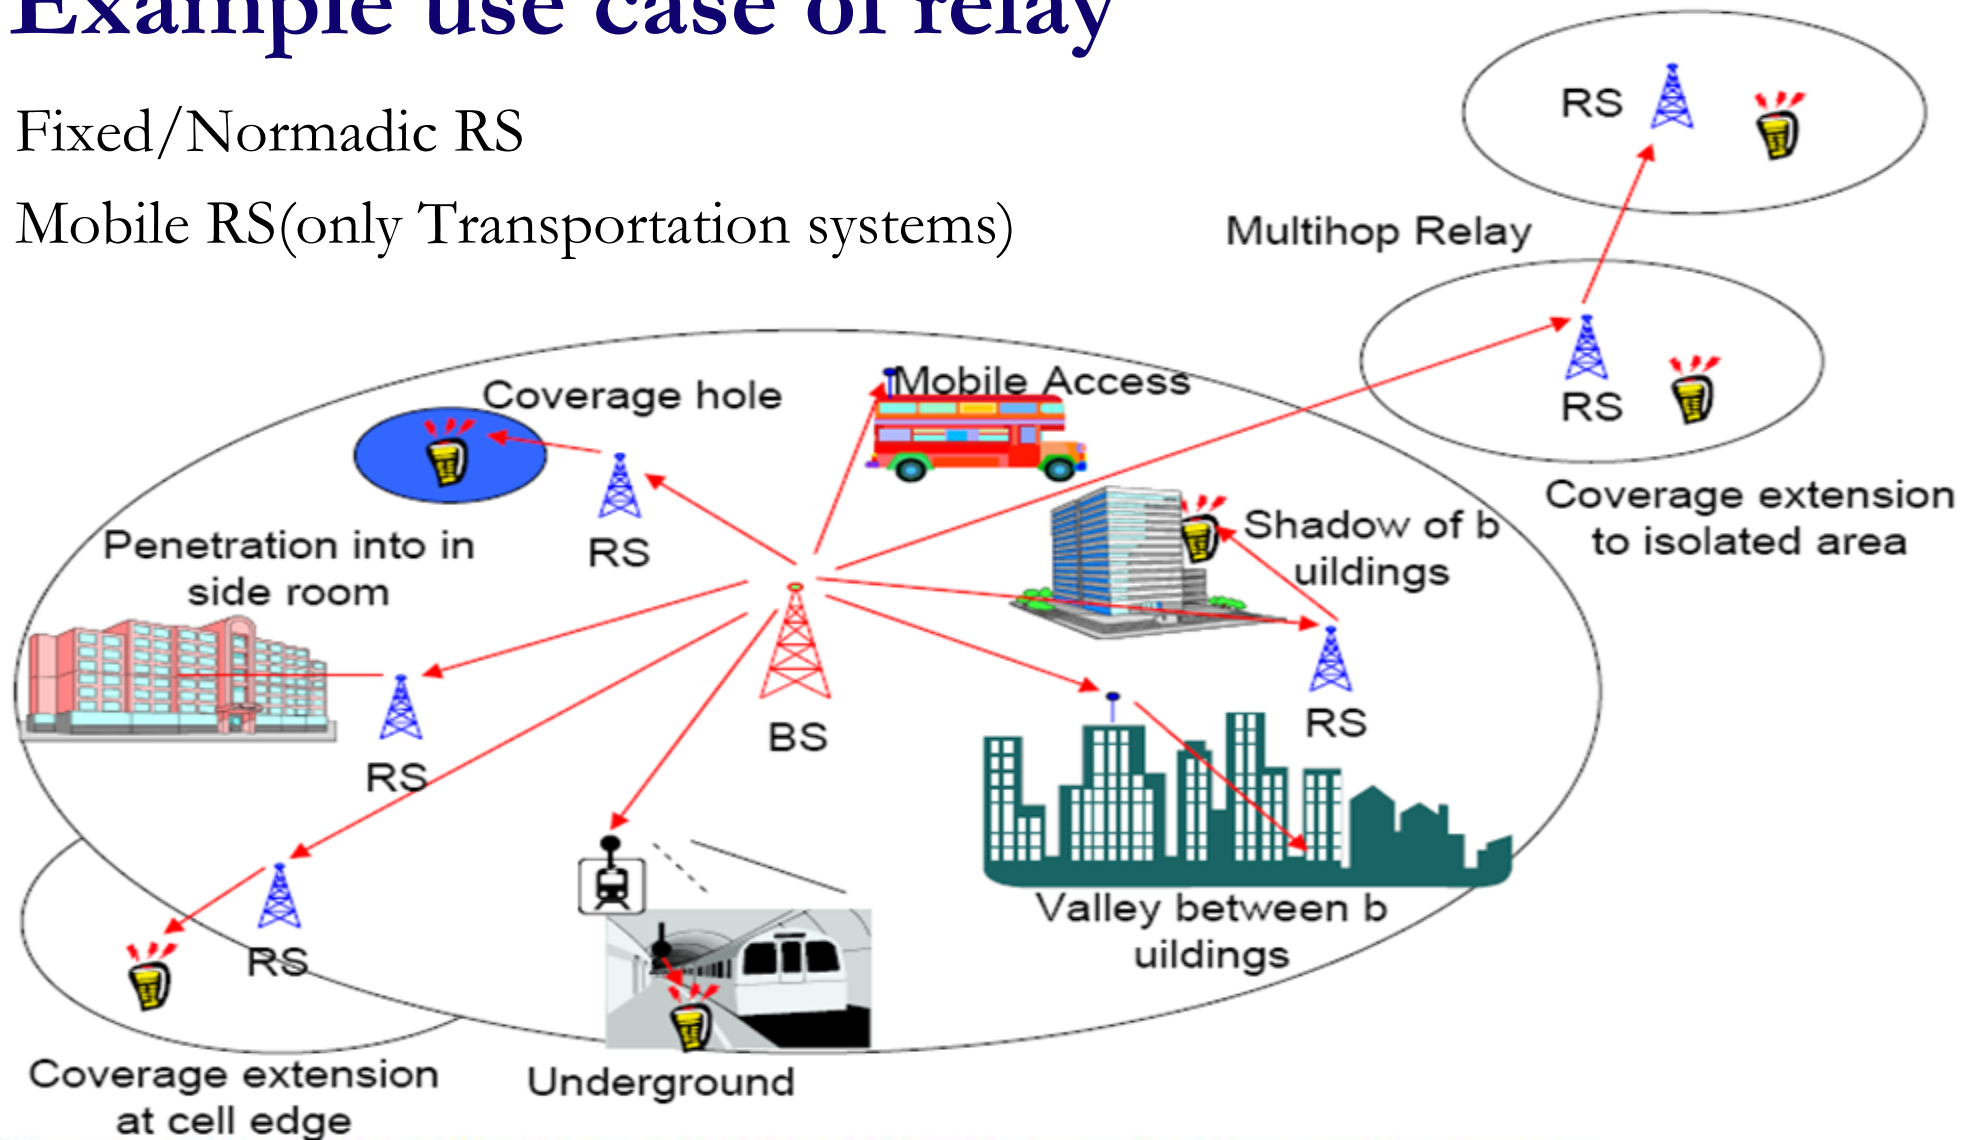 Example use case of relay
Fixed/Normadic RS
Mobile RS(only Transportation systems)
RS
Multihop Relay
RS
Coverage extension
to isolated area
Coverage hole
Mobile Access
RS
Shadow of b
uildings
Penetration into in
side room
RS
BS
RS
Valley between b
uildings
RS
Coverage extension
at cell edge
Underground